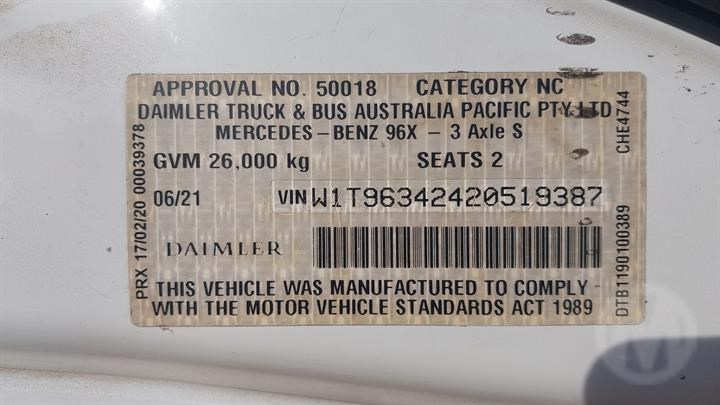 APPROVAL NO. 50018 CATEGORY NC
DAIMLER TRUCK & BUS AUSTRALIA PACIFIC PTY LTD
MERCEDES - BENZ 96X - 3 Axle S
GVM 26,000 kg SEATS 2
06/21 VIN W1T96342420519387
DAIMLER
THIS VEHICLE WAS MANUFACTURED TO COMPLY
WITH THE MOTOR VEHICLE STANDARDS ACT 1989
PRX 17/02/20 00039378
DTB1190100389 CHE4744
M